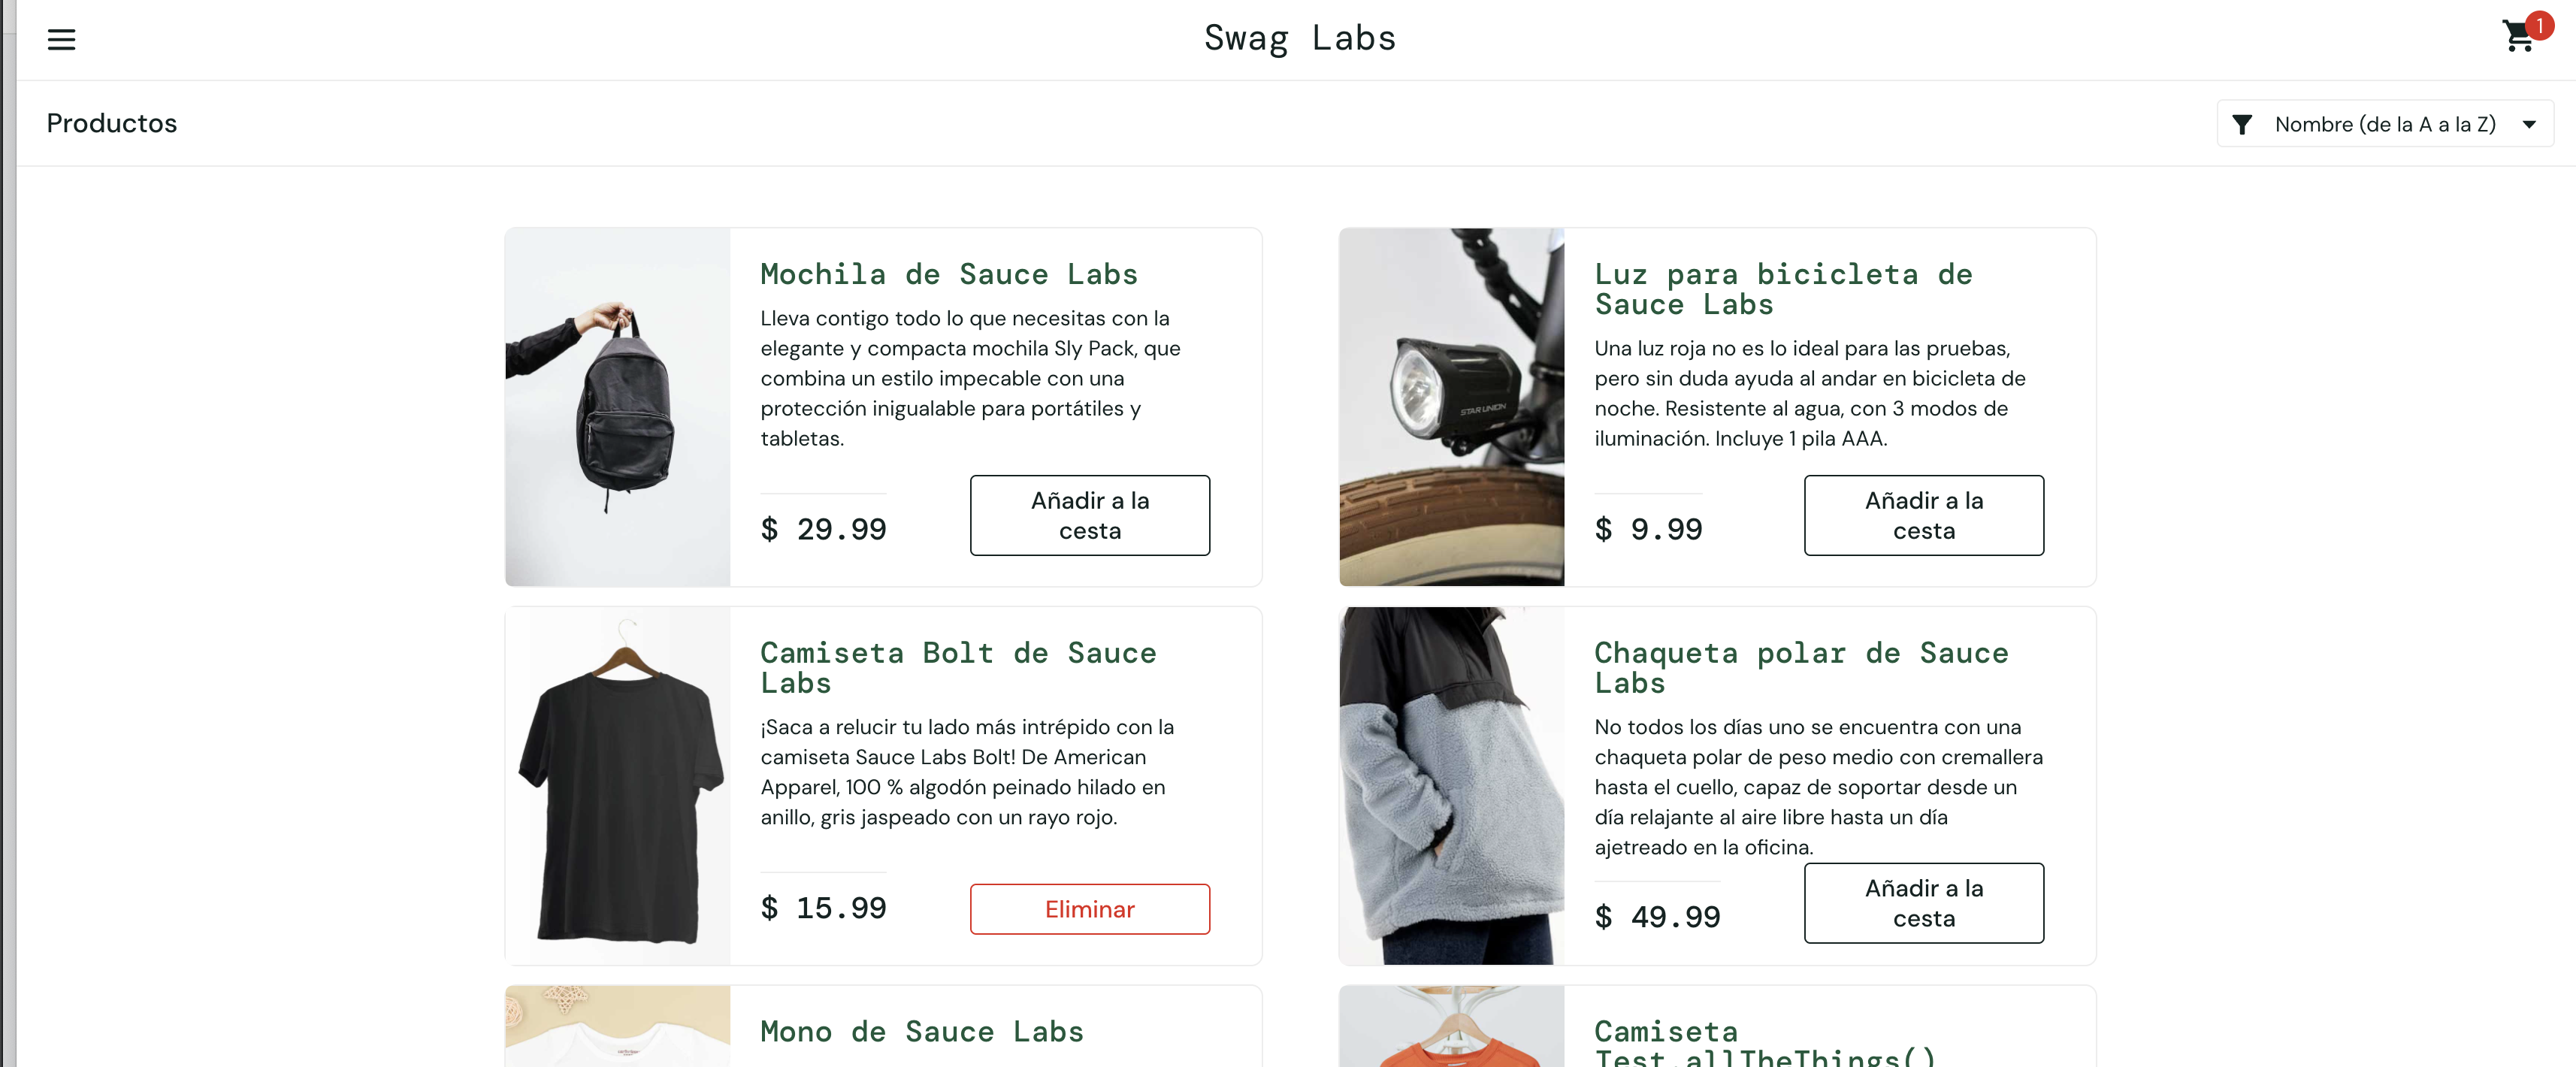 Swag Labs
1
Productos
Nombre (de la A a la Z)
Mochila de Sauce Labs
Lleva contigo todo lo que necesitas con la
elegante y compacta mochila Sly Pack, que
combina un estilo impecable con una
protección inigualable para portátiles y
tabletas.
$ 29.99
Añadir a la
cesta
Luz para bicicleta de
Sauce Labs
Una luz roja no es lo ideal para las pruebas,
pero sin duda ayuda al andar en bicicleta de
noche. Resistente al agua, con 3 modos de
iluminación. Incluye 1 pila AAA.
STAR UNION
$ 9.99
Añadir a la
cesta
Camiseta Bolt de Sauce
Labs
¡Saca a relucir tu lado más intrépido con la
camiseta Sauce Labs Bolt! De American
Apparel, 100 % algodón peinado hilado en
anillo, gris jaspeado con un rayo rojo.
$ 15.99
Eliminar
Chaqueta polar de Sauce
Labs
No todos los días uno se encuentra con una
chaqueta polar de peso medio con cremallera
hasta el cuello, capaz de soportar desde un
día relajante al aire libre hasta un día
ajetreado en la oficina.
$ 49.99
Añadir a la
cesta
Mono de Sauce Labs
Camiseta
Test.allTheThings()